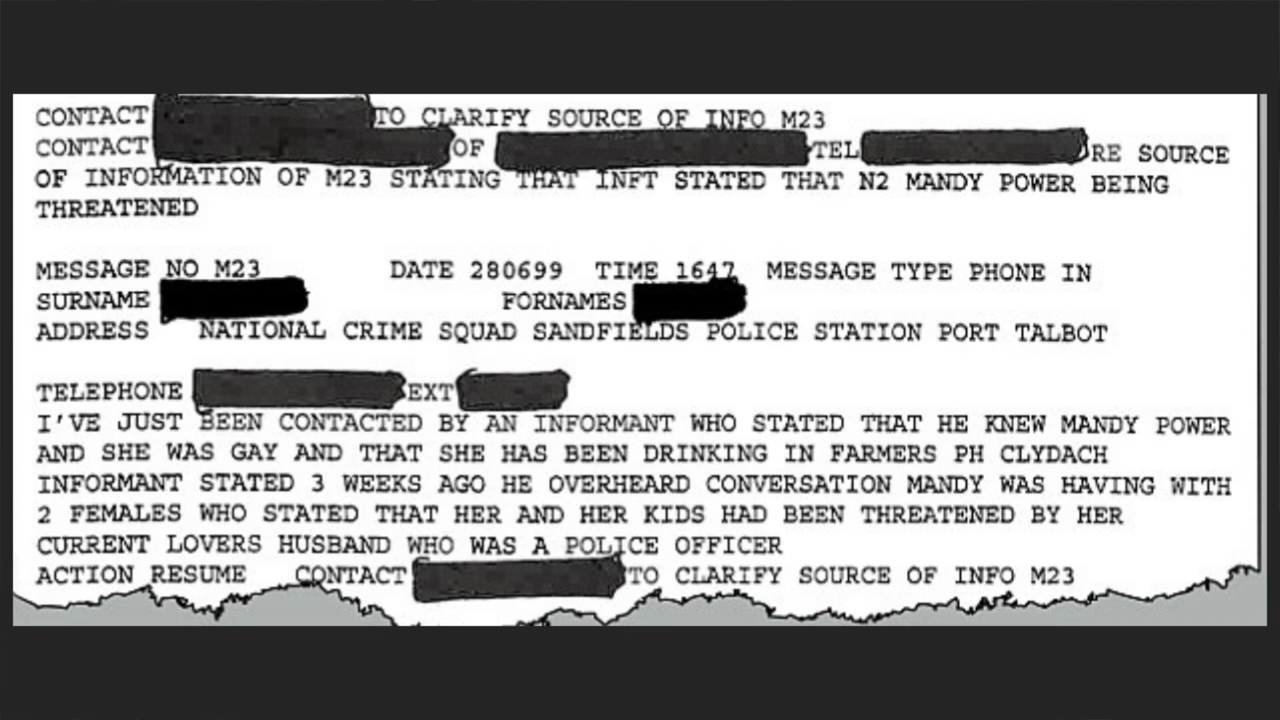 CONTACT TO CLARIFY SOURCE OF INFO M23
CONTACT OF TEL RE SOURCE
OF INFORMATION OF M23 STATING THAT INFT STATED THAT N2 MANDY POWER BEING
THREATENED
MESSAGE NO M23 DATE 280699 TIME 1647 MESSAGE TYPE PHONE IN
SURNAME FORNAMES
ADDRESS NATIONAL CRIME SQUAD SANDFIELDS POLICE STATION PORT TALBOT
TELEPHONE EXT
I'VE JUST BEEN CONTACTED BY AN INFORMANT WHO STATED THAT HE KNEW MANDY POWER
AND SHE WAS GAY AND THAT SHE HAS BEEN DRINKING IN FARMERS PH CLYDACH
INFORMANT STATED 3 WEEKS AGO HE OVERHEARD CONVERSATION MANDY WAS HAVING WITH
2 FEMALES WHO STATED THAT HER AND HER KIDS HAD BEEN THREATENED BY HER
CURRENT LOVERS HUSBAND WHO WAS A POLICE OFFICER
ACTION RESUME CONTACT TO CLARIFY SOURCE OF INFO M23